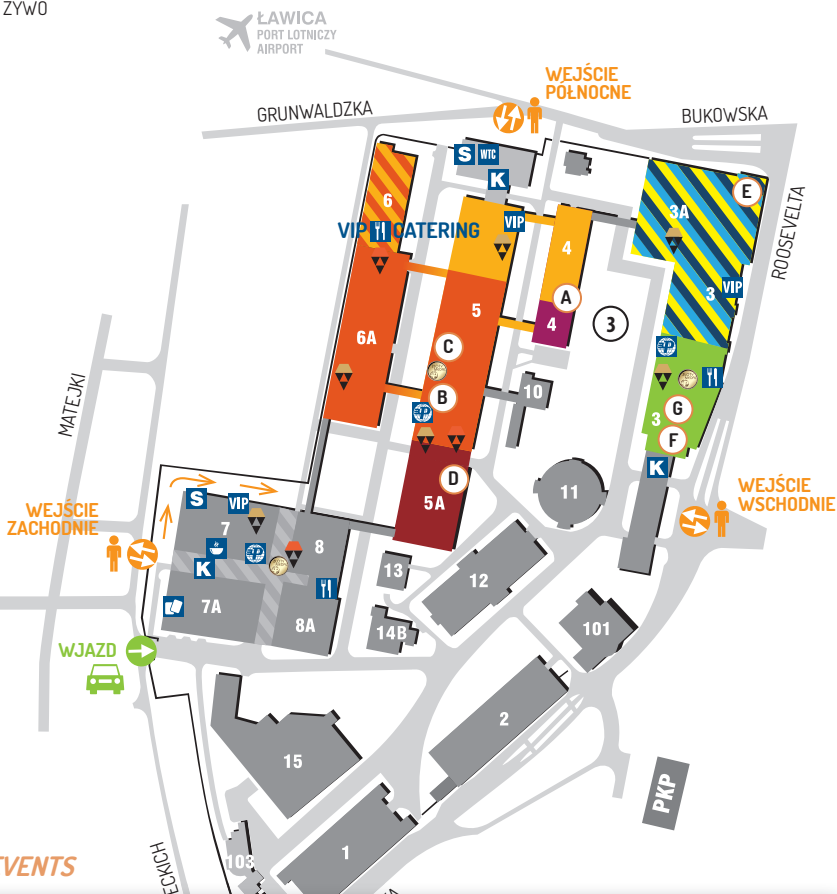 ZYWO
ŁAWICA
PORT LOTNICZY
AIRPORT
WEJŚCIE
PÓŁNOCNE
GRUNWALDZKA
BUKOWSKA
S
WTC
K
E
6
3A
ROOSEVELTA
VIP
VIP CATERING
4
3
VIP
A
5
4
3
6A
C
10
B
G
3
F
MATEJKI
K
D
5A
11
WEJŚCIE
WSCHODNIE
S
VIP
WEJŚCIE
ZACHODNIE
7
8
K
13
12
7A
8A
14B
101
WJAZD
2
15
PKP
1
103
EVENTS
ECKICH